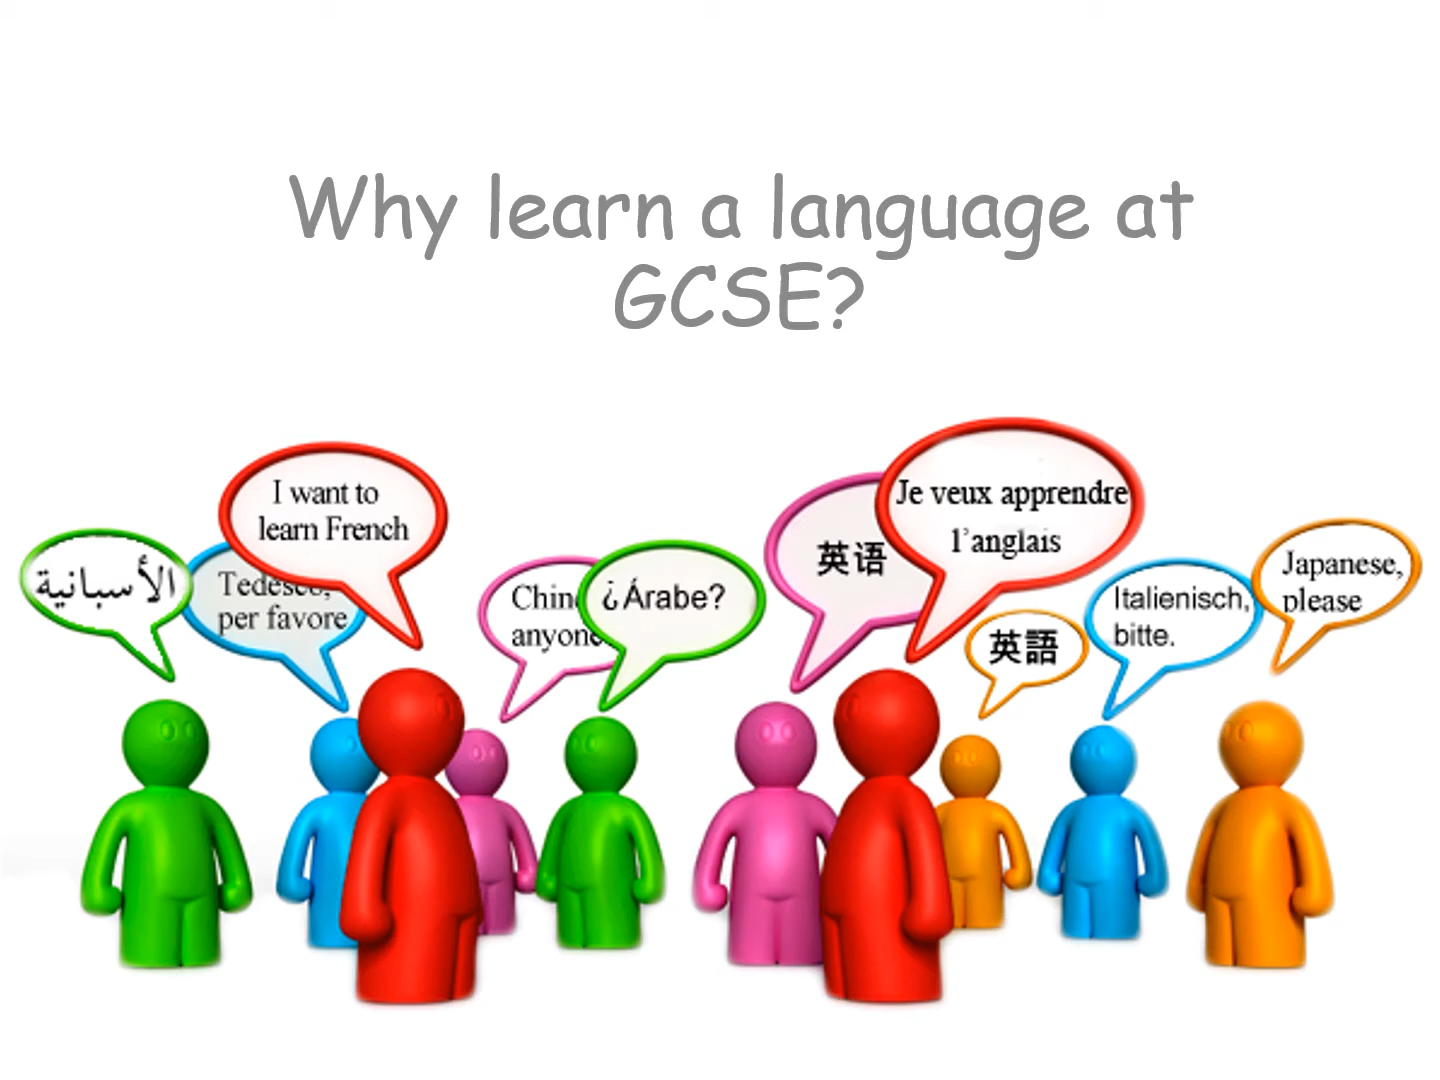 Why learn a language at
GCSE?
الأسبانية
Tedesco,
per favore
I want to
learn French
anyone
¿Árabe?
英语
Je veux apprendre
l'anglais
英語
Italienisch,
bitte.
Japanese,
please